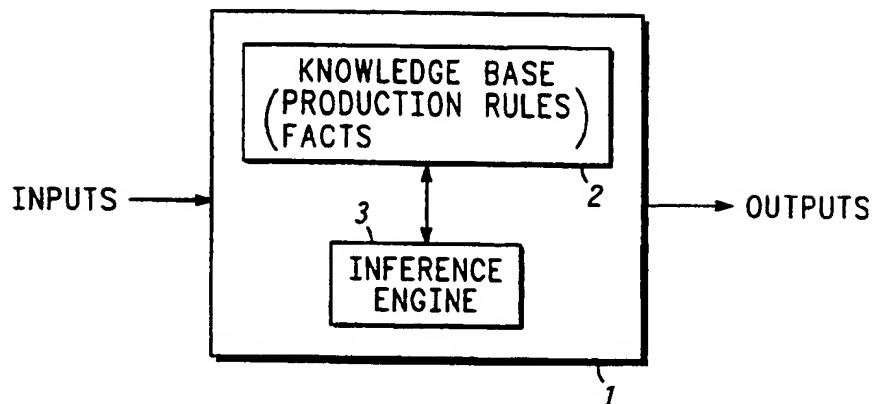 KNOWLEDGE BASE
(PRODUCTION RULES
FACTS)
2
INPUTS
OUTPUTS
3
INFERENCE
ENGINE
1